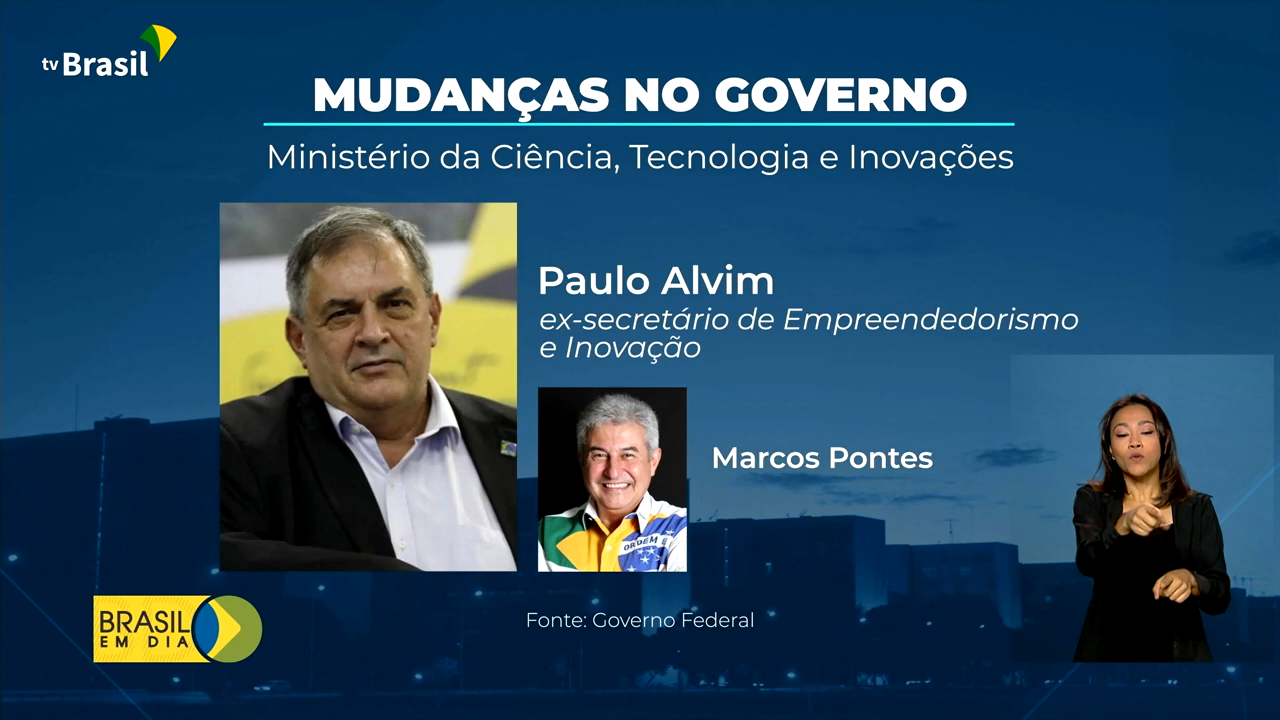 tv Brasil
MUDANÇAS NO GOVERNO
Ministério da Ciência, Tecnologia e Inovações
Paulo Alvim
ex-secretário de Empreendedorismo
e Inovação
Marcos Pontes
ORDEM E
Fonte: Governo Federal
BRASIL
EM DIA